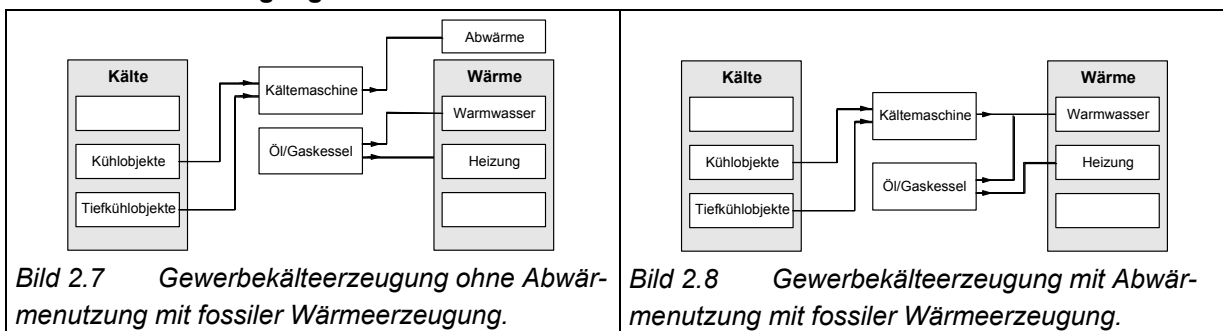 Abwärme
Kälte
Kältemaschine
Wärme
Warmwasser
Öl/Gaskessel
Kühlobjekte
Heizung
Tiefkühlobjekte
Bild 2.7 Gewerbekälteerzeugung ohne Abwär-
menutzung mit fossiler Wärmeerzeugung.
Kälte
Wärme
Kältemaschine
Warmwasser
Kühlobjekte
Heizung
Öl/Gaskessel
Tiefkühlobjekte
Bild 2.8 Gewerbekälteerzeugung mit Abwär-
menutzung mit fossiler Wärmeerzeugung.